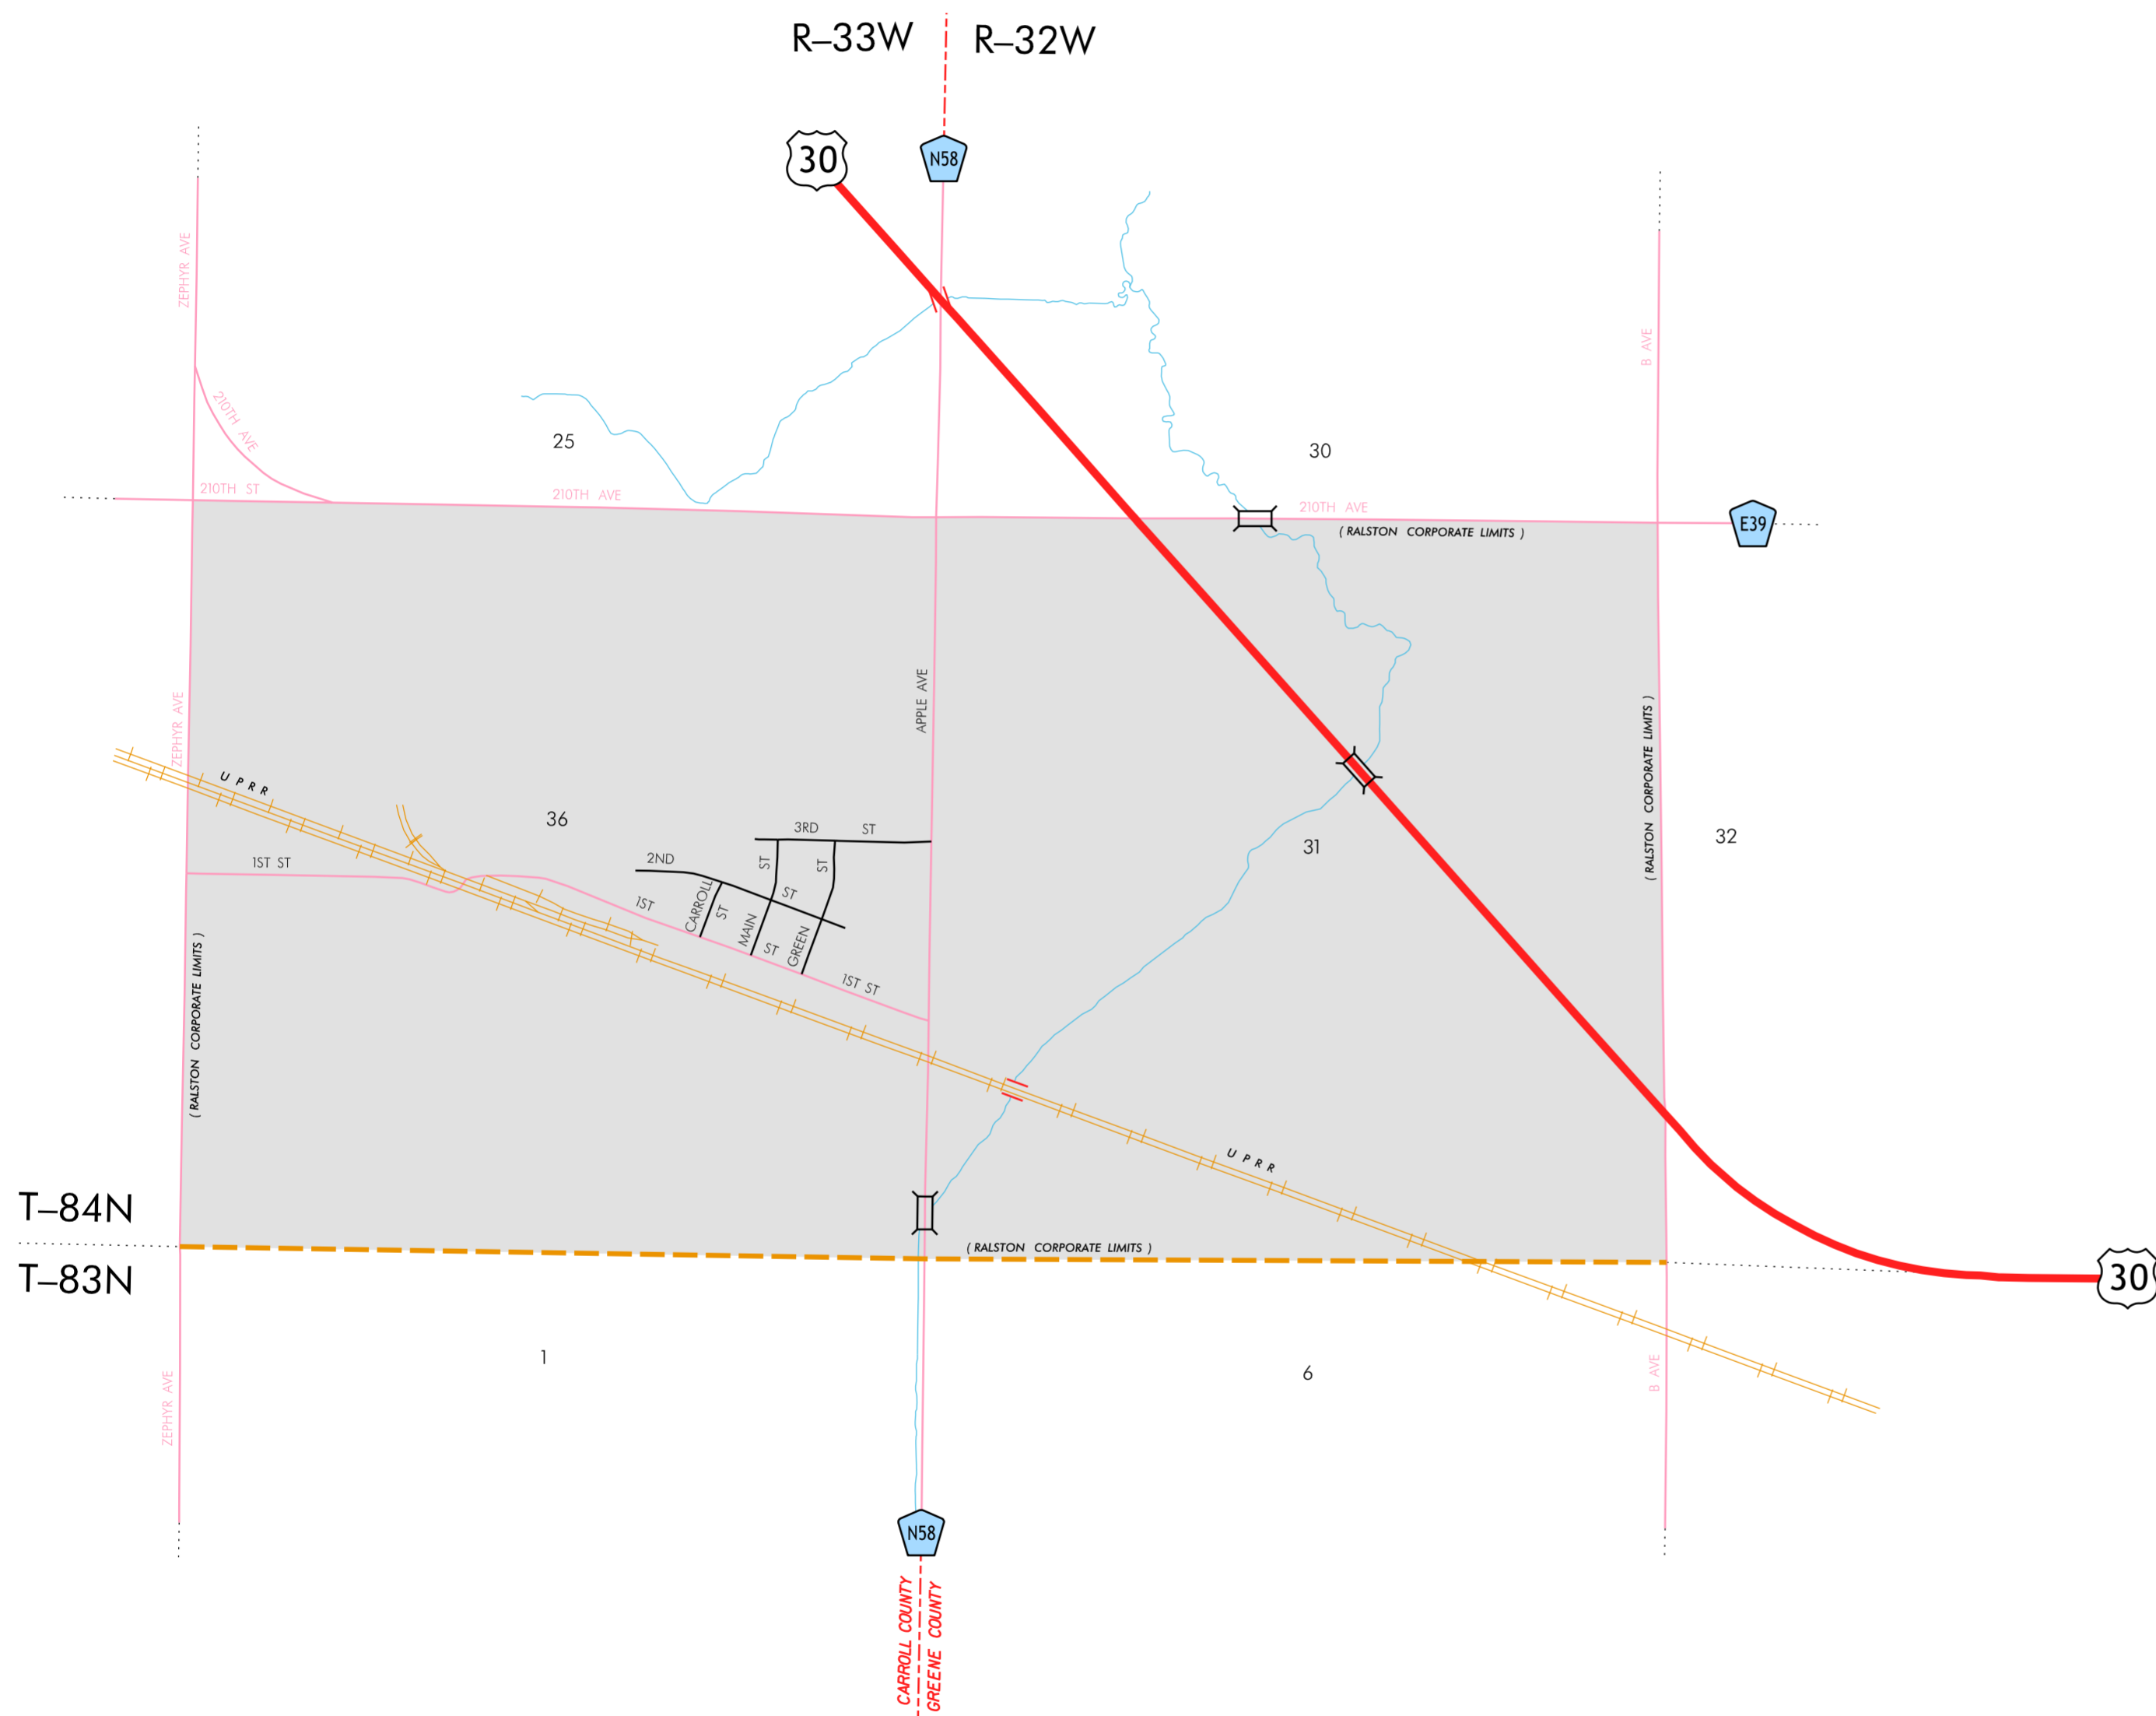 R–33W R–32W
30
N58
ZEPHYR AVE
B AVE
210TH AVE
25
30
210TH ST
210TH AVE
210TH AVE
E39
( RALSTON CORPORATE LIMITS )
APPLE AVE
ZEPHYR AVE
( RALSTON CORPORATE LIMITS )
U P R R
36
3RD ST
32
31
1ST ST
2ND
ST
ST
ST
1ST
CARROLL
ST
MAIN
ST
GREEN
1ST ST
( RALSTON CORPORATE LIMITS )
U P R R
T–84N
( RALSTON CORPORATE LIMITS )
T–83N
30
1
6
ZEPHYR AVE
B AVE
N58
CARROLL COUNTY
GREENE COUNTY